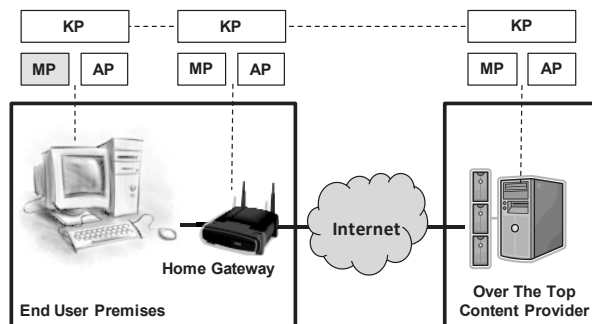 KP
KP
KP
MP
AP
MP
AP
MP
AP
Internet
Home Gateway
End User Premises
Over The Top
Content Provider